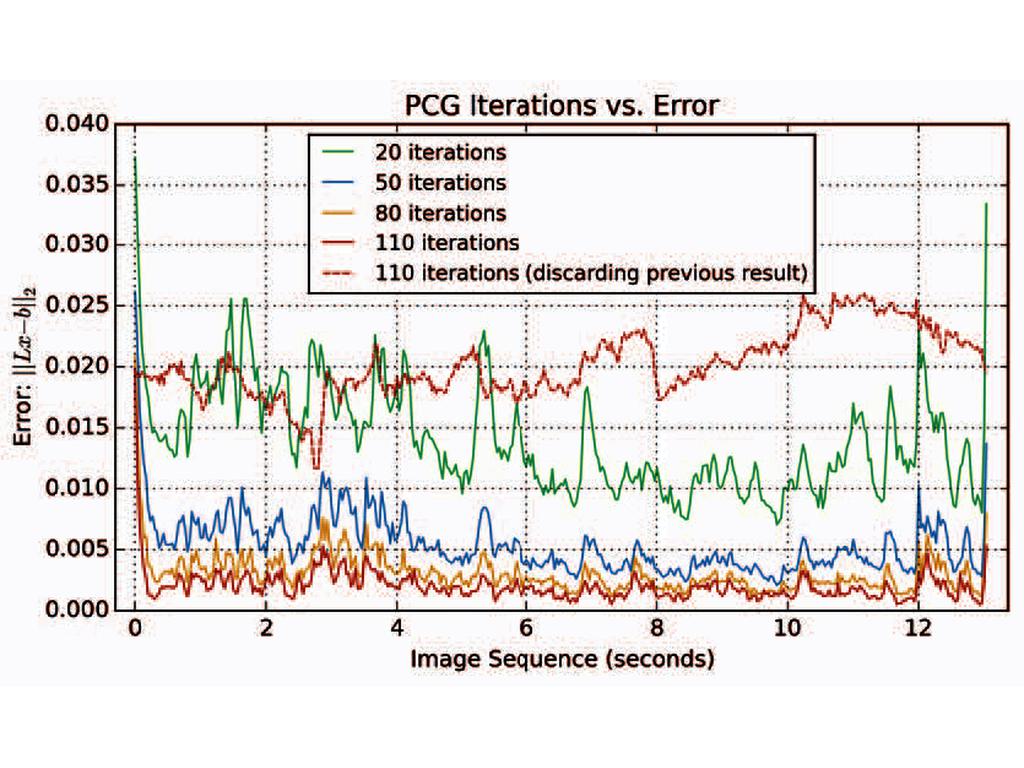 PCG Iterations vs. Error
0.040
0.035
0.030
0.025
0.020
0.015
0.010
0.005
0.000
Error: ||Lx−b||₂
20 iterations
50 iterations
80 iterations
110 iterations
110 iterations (discarding previous result)
0 2 4 6 8 10 12
Image Sequence (seconds)